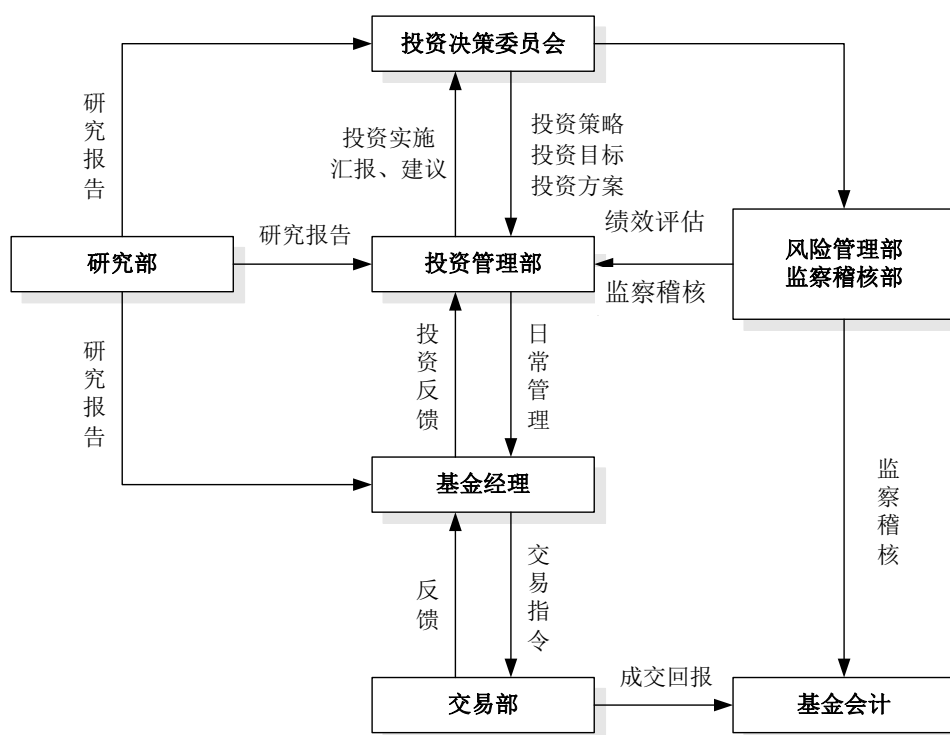 投资决策委员会
研究报告
投资实施
汇报、建议
投资策略
投资目标
投资方案
研究部
研究报告
投资管理部
绩效评估
监察稽核
风险管理部
监察稽核部
研究报告
投资反馈
日常管理
基金经理
监察稽核
反馈
交易指令
交易部
成交回报
基金会计